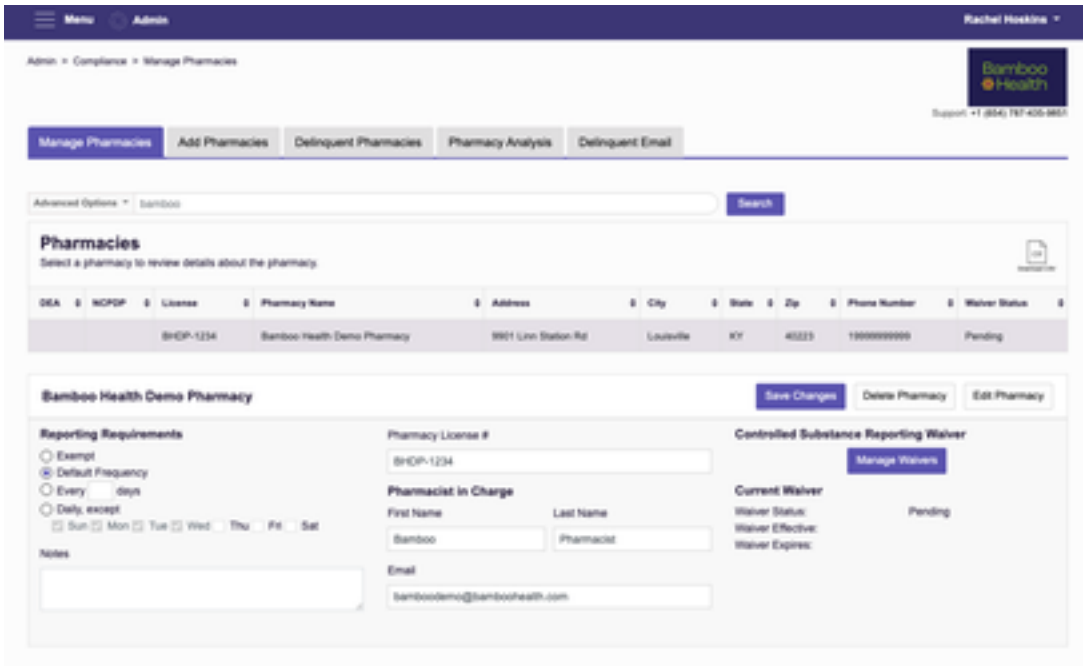 Menu Admin Rachel Hoskins
Admin > Compliance > Manage Pharmacies
Bamboo
Health
Support:
Manage Pharmacies Add Pharmacies Delinquent Pharmacies Pharmacy Analysis Delinquent Email
Advanced Options bamboo Search
Pharmacies
Select a pharmacy to review details about the pharmacy.
DEA NCPDP License Pharmacy Name Address City State Zip Phone Number Waiver Status
BHDP-1234 Bamboo Health Demo Pharmacy 9901 Linn Station Rd Louisville KY 40223 19999999999 Pending
Bamboo Health Demo Pharmacy Save Changes Delete Pharmacy Edit Pharmacy
Reporting Requirements Pharmacy License # Controlled Substance Reporting Waiver
Exempt
BHDP-1234 Manage Waivers
Default Frequency
Every days Pharmacist in Charge Current Waiver
Daily, except First Name Last Name Waiver Status: Pending
Sun Mon Tue Wed Thu Fri Sat Waiver Effective:
Bamboo Pharmacist
Notes Waiver Expires:
Email
bamboodemo@bamboohealth.com